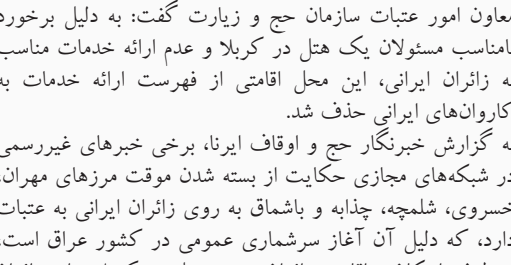 معاون امور عتبات سازمان حج و زیارت گفت: به دلیل برخورد
نامناسب مسئولان یک هتل در کربلا و عدم ارائه خدمات مناسب
به زائران ایرانی، این محل اقامتی از فهرست ارائه خدمات به
کاروان‌های ایرانی حذف شد.
به گزارش خبرنگار حج و اوقاف ایرنا، برخی خبرهای غیررسمی
در شبکه‌های مجازی حکایت از بسته شدن موقت مرزهای مهران،
خسروی، شلمچه، چذابه و باشماق به روی زائران ایرانی به عتبات
دارد، که دلیل آن آغاز سرشماری عمومی در کشور عراق است.